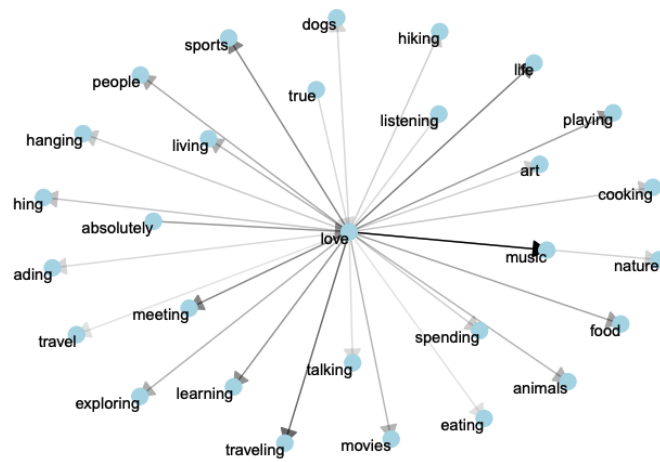 dogs
hiking
sports
life
people
true
listening
playing
hanging
living
art
cooking
hing
absolutely
love
music
nature
ading
meeting
travel
spending
food
talking
exploring
learning
animals
traveling
movies
eating